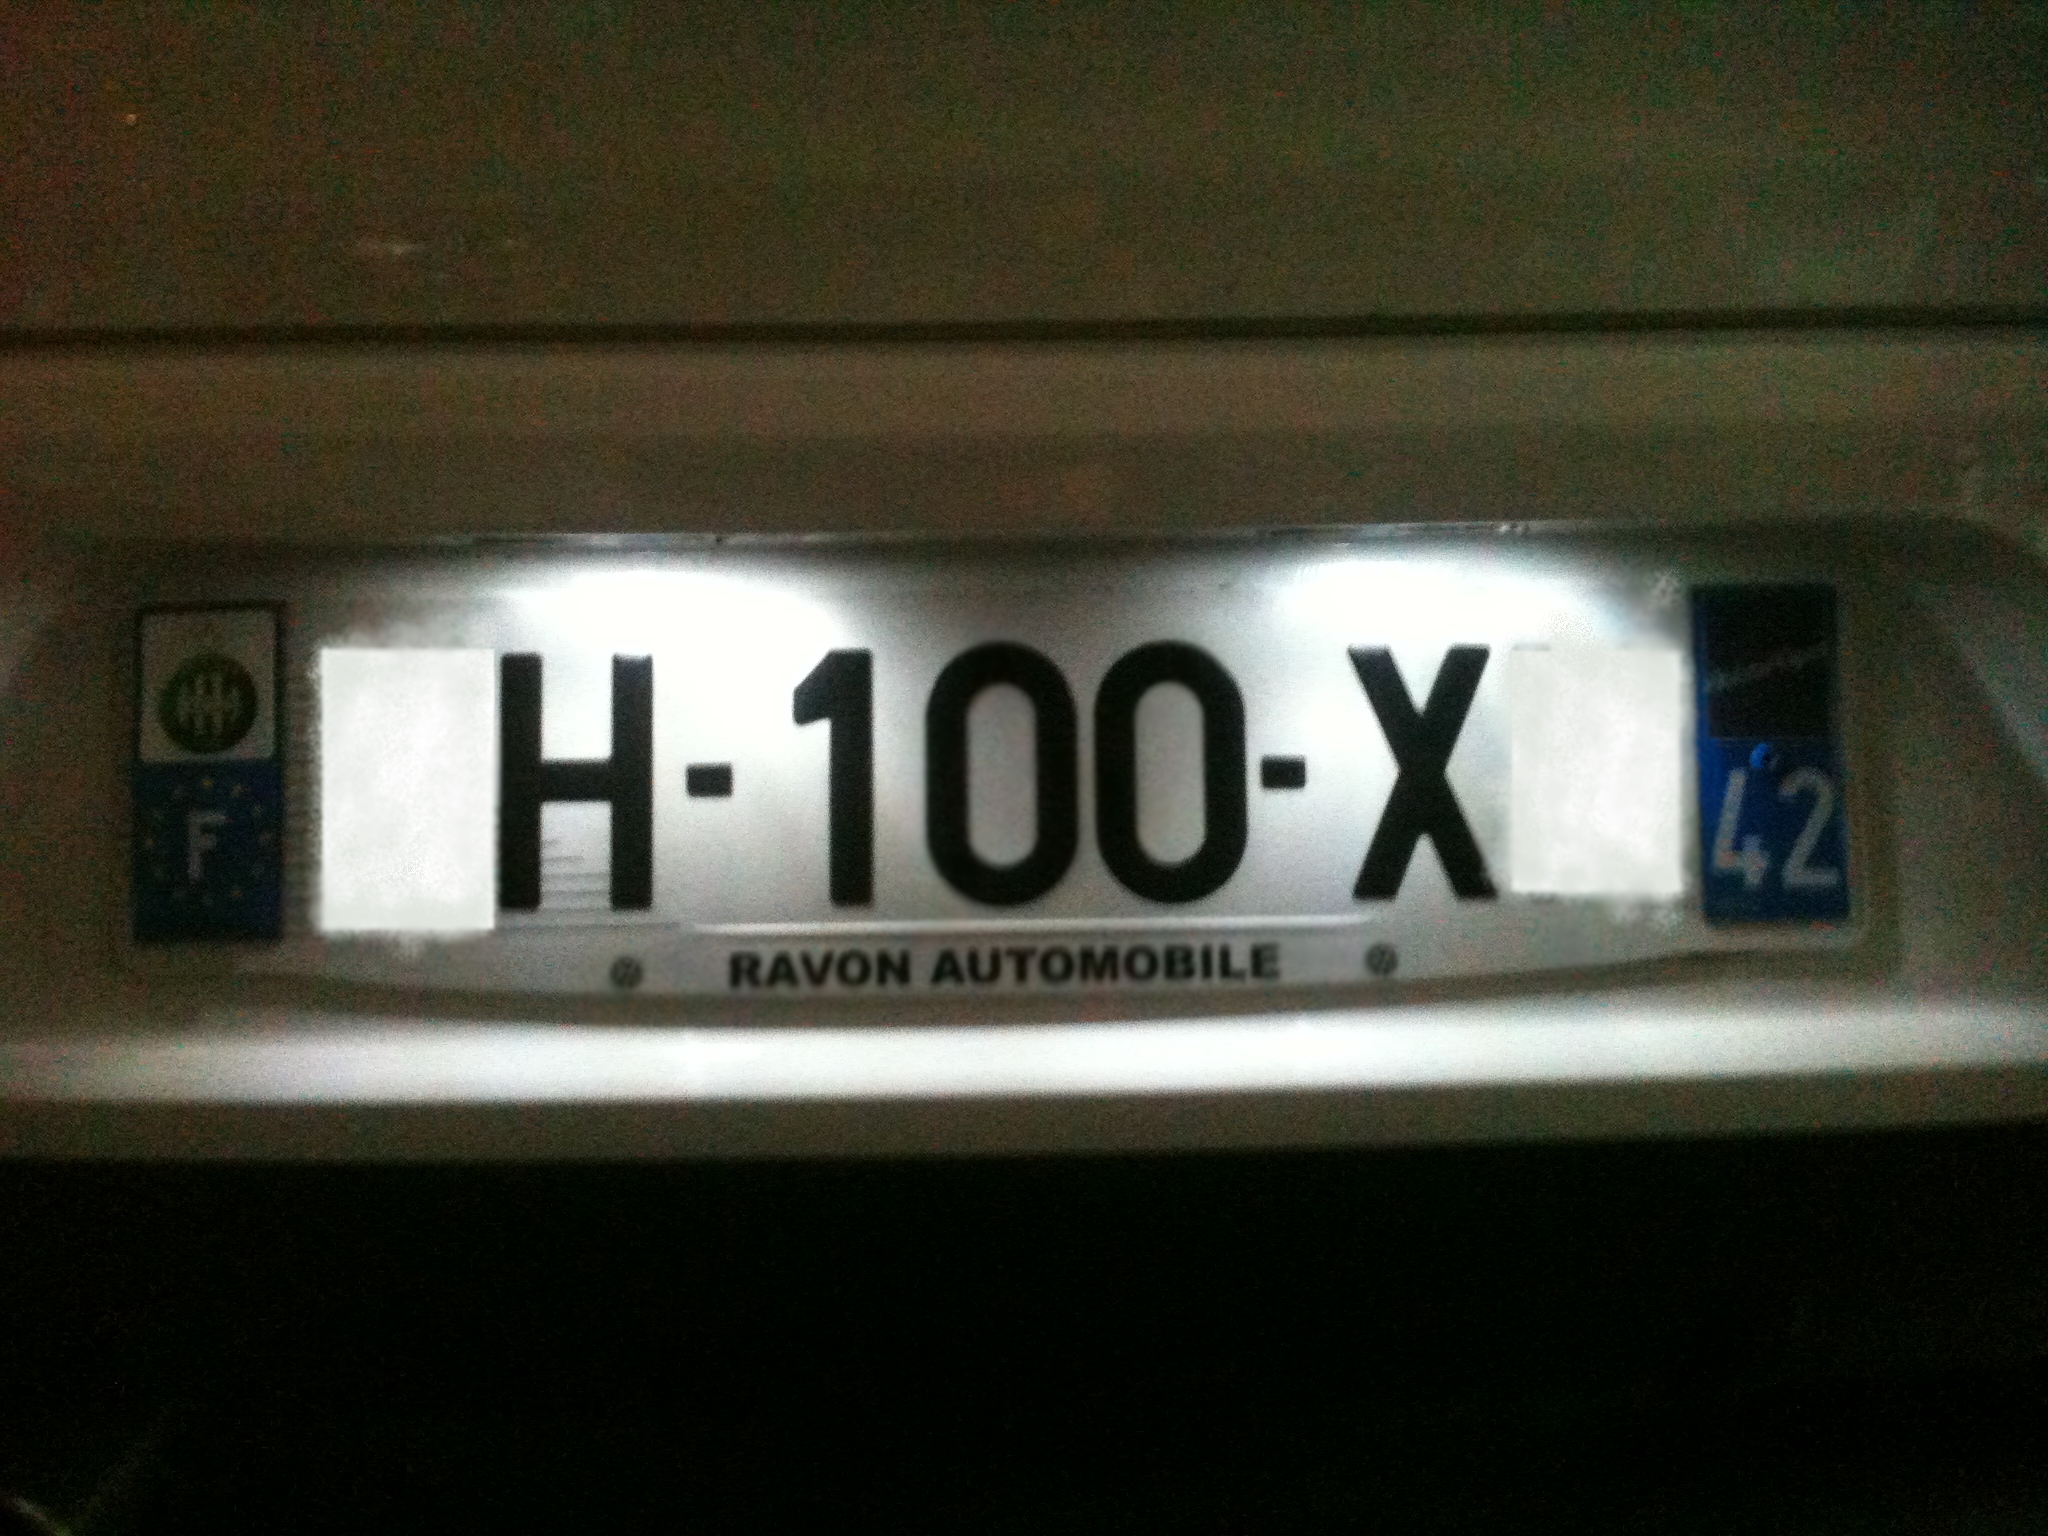 F
H-100-X
42
RAVON AUTOMOBILE